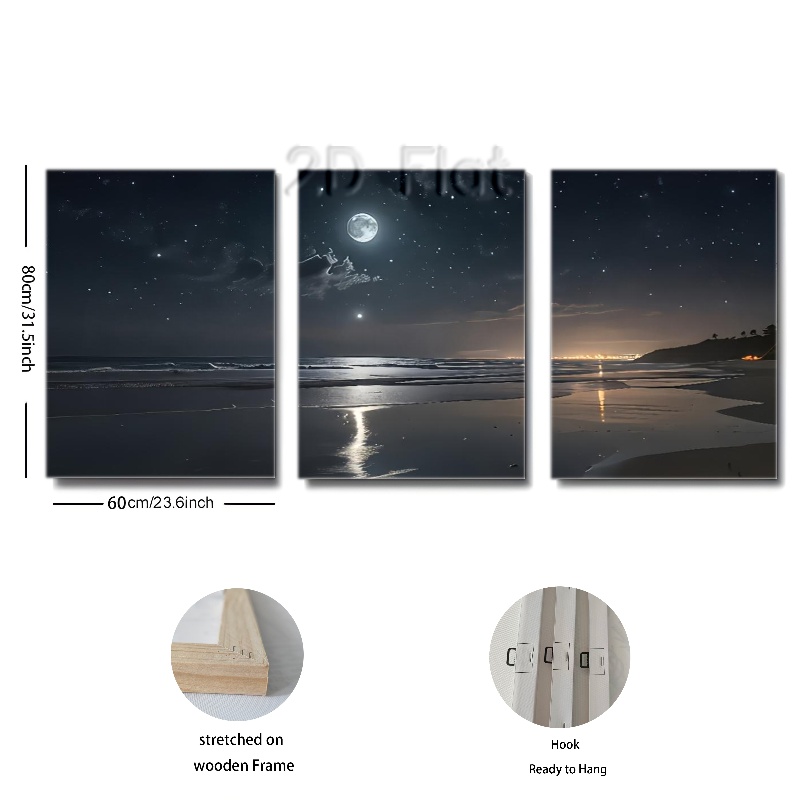 2D Flat
80cm/31.5inch
60cm/23.6inch
stretched on
wooden Frame
Hook
Ready to Hang